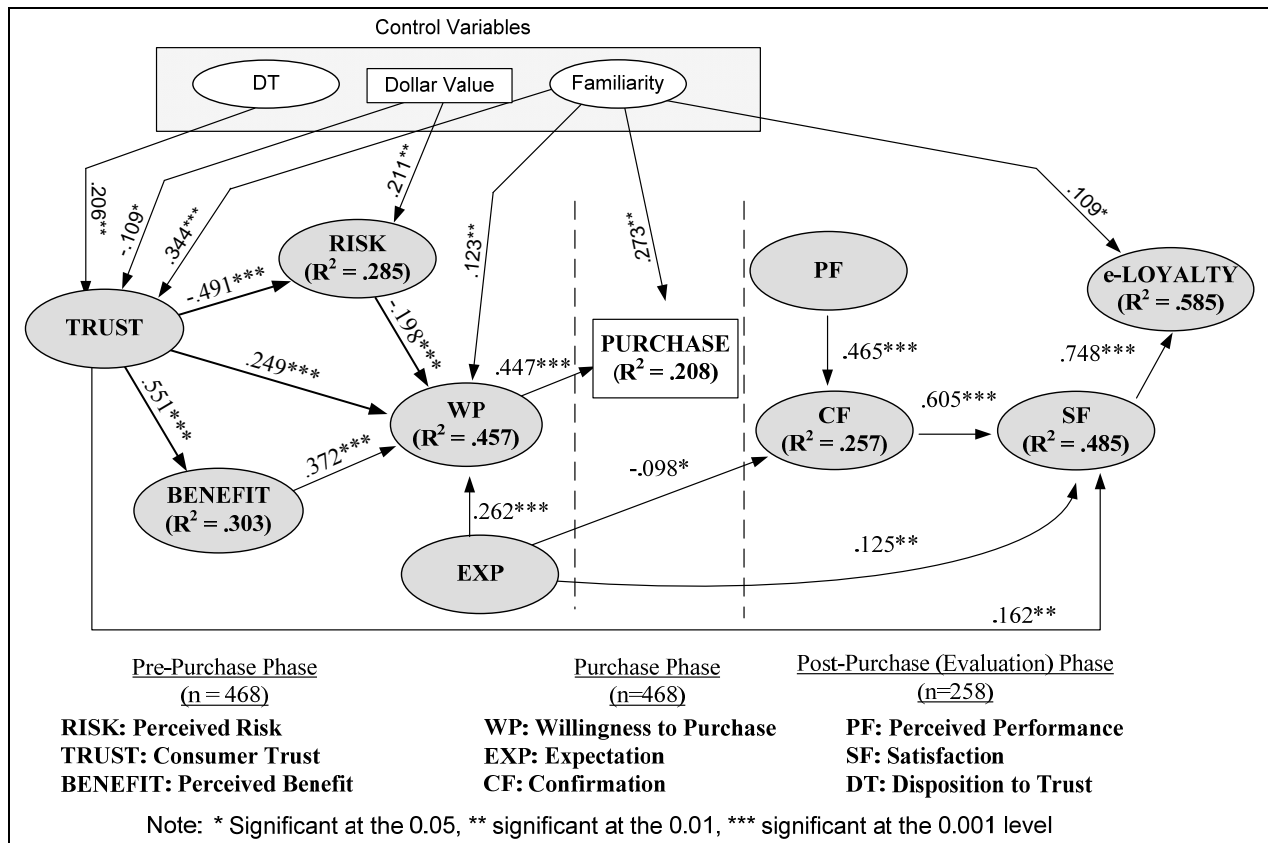 Control Variables
DT
Dollar Value
Familiarity
.206**
-.109*
.344***
.211**
.123**
.273**
.109*
RISK
(R² = .285)
PF
e-LOYALTY
(R² = .585)
-.491***
TRUST
-.198***
PURCHASE
(R² = .208)
.465***
.748***
.249***
.447***
.551***
WP
(R² = .457)
CF
(R² = .257)
.605***
SF
(R² = .485)
.372***
-.098*
BENEFIT
(R² = .303)
.262***
.125**
EXP
.162**
Pre-Purchase Phase
(n = 468)
Purchase Phase
(n=468)
Post-Purchase (Evaluation) Phase
(n=258)
RISK: Perceived Risk
TRUST: Consumer Trust
BENEFIT: Perceived Benefit
WP: Willingness to Purchase
EXP: Expectation
CF: Confirmation
PF: Perceived Performance
SF: Satisfaction
DT: Disposition to Trust
Note: * Significant at the 0.05, ** significant at the 0.01, *** significant at the 0.001 level